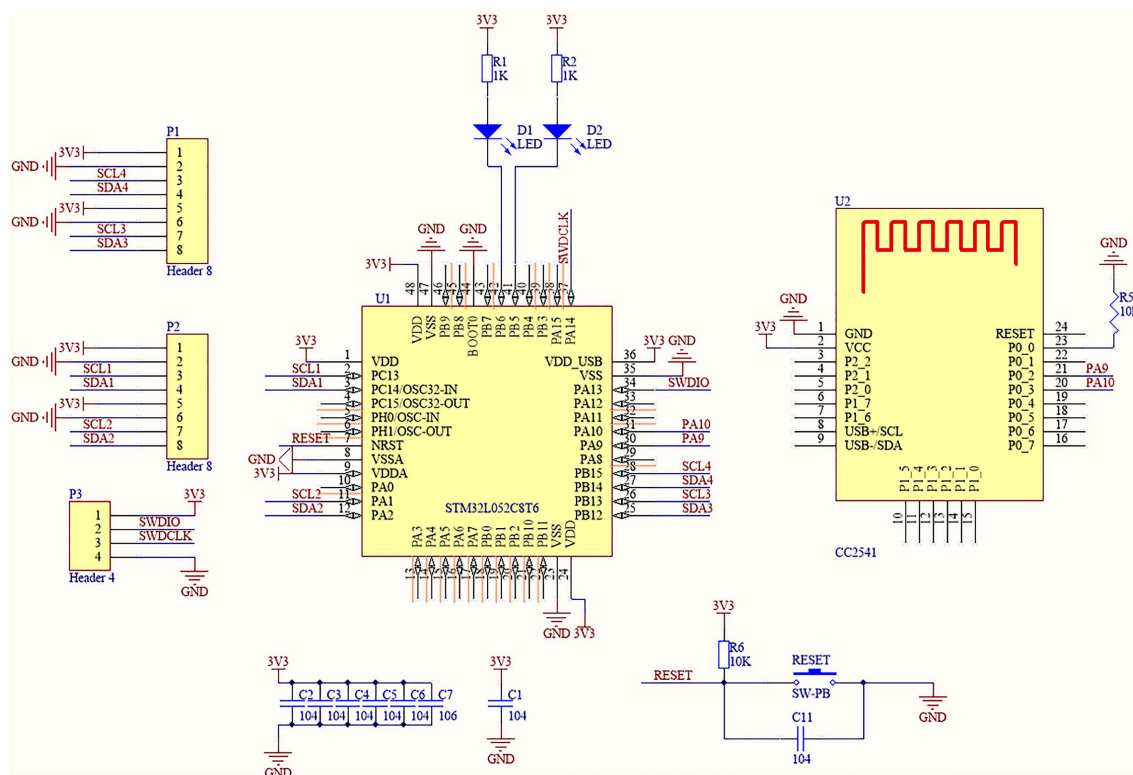 3V3
3V3
R1
1K
R2
1K
D1
LED
D2
LED
P1
3V3
1
GND
2
SCL4
3
SDA4
4
3V3
5
GND
6
SCL3
7
SDA3
8
Header 8
P2
3V3
1
GND
2
SCL1
3
SDA1
4
3V3
5
GND
6
SCL2
7
SDA2
8
Header 8
P3
3V3
1
SWDIO
2
SWDCLK
3
4
Header 4
GND
GND
GND
3V3
SWDCLK
48
47
46
45
44
43
42
41
40
39
38
37
U1
VDD
VSS
PB9
PB8
BOOT0
PB7
PB6
PB5
PB4
PB3
PA15
PA14
3V3
1 VDD
SCL1 2 PC13
SDA1 3 PC14/OSC32-IN
4 PC15/OSC32-OUT
5 PH0/OSC-IN
6 PH1/OSC-OUT
RESET 7 NRST
GND 8 VSSA
3V3 9 VDDA
10 PA0
SCL2 11 PA1
SDA2 12 PA2
VDD_USB 36 3V3
VSS 35 GND
PA13 34 SWDIO
PA12 33
PA11 32
PA10 31 PA10
PA9 30 PA9
PA8 29
PB15 28 SCL4
PB14 27 SDA4
PB13 26 SCL3
PB12 25 SDA3
STM32L052C8T6
PA3
PA4
PA5
PA6
PA7
PB0
PB1
PB2
PB10
PB11
VSS
VDD
13
14
15
16
17
18
19
20
21
22
23
24
GND
3V3
U2
GND
3V3
1 GND
2 VCC
3 P2_2
4 P2_1
5 P2_0
6 P1_7
7 P1_6
8 USB+/SCL
9 USB-/SDA
GND
R5
RESET 24
P0_0 23
P0_1 22
P0_2 21 PA9
P0_3 20 PA10
P0_4 19
P0_5 18
P0_6 17
P0_7 16
P1_5
P1_4
P1_3
P1_2
P1_1
P1_0
10
11
12
13
14
15
CC2541
3V3
C2
104
C3
104
C4
104
C5
104
C6
104
C7
106
GND
3V3
C1
104
GND
3V3
R6
10K
RESET
RESET
SW-PB
C11
104
GND